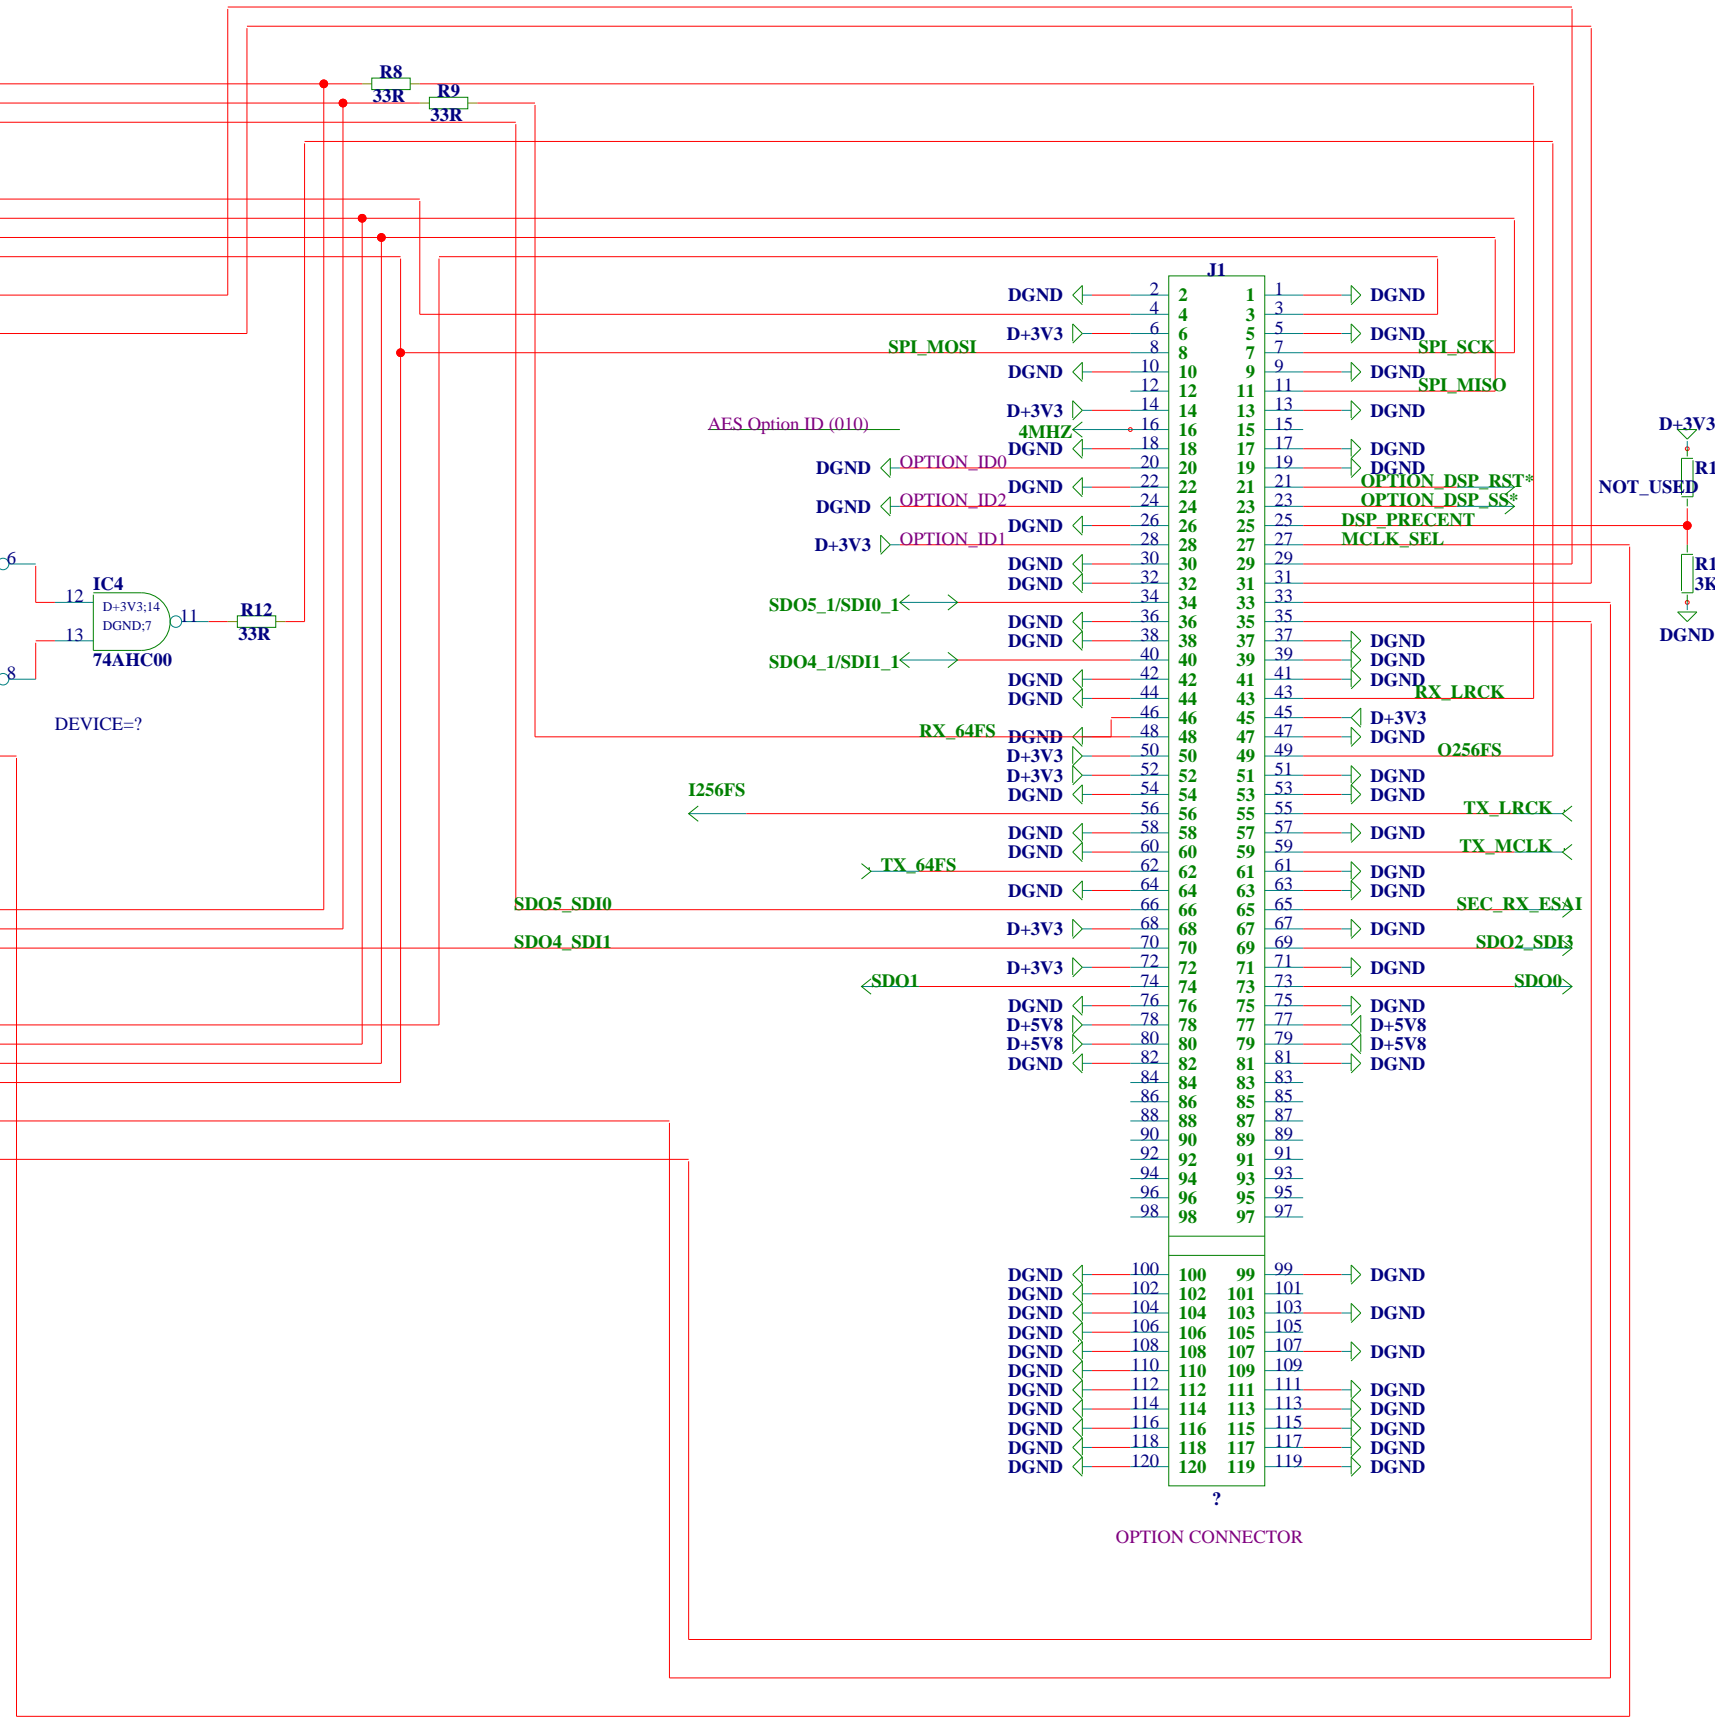 R8
33R
R9
33R
J1
DGND 2 2 1 1 DGND
4 4 3 3
D+3V3 6 6 5 5 DGND
SPI_MOSI 8 8 7 7 SPI_SCK
DGND 10 10 9 9 DGND
12 12 11 11 SPI_MISO
D+3V3 14 14 13 13 DGND
AES Option ID (010) 4MHZ 16 16 15 15
DGND 18 18 17 17 DGND
DGND OPTION_ID0 20 20 19 19 DGND
DGND 22 22 21 21 OPTION_DSP_RST*
DGND OPTION_ID2 24 24 23 23 OPTION_DSP_SS*
DGND 26 26 25 25 DSP_PRECENT
D+3V3 OPTION_ID1 28 28 27 27 MCLK_SEL
DGND 30 30 29 29
DGND 32 32 31 31
SDO5_1/SDI0_1 34 34 33 33
DGND 36 36 35 35
DGND 38 38 37 37 DGND
SDO4_1/SDI1_1 40 40 39 39 DGND
DGND 42 42 41 41 DGND
DGND 44 44 43 43 RX_LRCK
46 46 45 45 D+3V3
RX_64FS DGND 48 48 47 47 DGND
D+3V3 50 50 49 49 O256FS
D+3V3 52 52 51 51 DGND
DGND 54 54 53 53 DGND
I256FS 56 56 55 55 TX_LRCK
DGND 58 58 57 57 DGND
DGND 60 60 59 59 TX_MCLK
TX_64FS 62 62 61 61 DGND
DGND 64 64 63 63 DGND
SDO5_SDI0 66 66 65 65 SEC_RX_ESAI
D+3V3 68 68 67 67 DGND
SDO4_SDI1 70 70 69 69 SDO2_SDI3
D+3V3 72 72 71 71 DGND
SDO1 74 74 73 73 SDO0
DGND 76 76 75 75 DGND
D+5V8 78 78 77 77 D+5V8
D+5V8 80 80 79 79 D+5V8
DGND 82 82 81 81 DGND
84 84 83 83
86 86 85 85
88 88 87 87
90 90 89 89
92 92 91 91
94 94 93 93
96 96 95 95
98 98 97 97
DGND 100 100 99 99 DGND
DGND 102 102 101 101
DGND 104 104 103 103 DGND
DGND 106 106 105 105
DGND 108 108 107 107 DGND
DGND 110 110 109 109
DGND 112 112 111 111 DGND
DGND 114 114 113 113 DGND
DGND 116 116 115 115 DGND
DGND 118 118 117 117 DGND
DGND 120 120 119 119 DGND
?
OPTION CONNECTOR
D+3V3
R1
NOT_USED
R1
3K
DGND
6
IC4
12 D+3V3;14
DGND;7 11
13
74AHC00
8
R12
33R
DEVICE=?